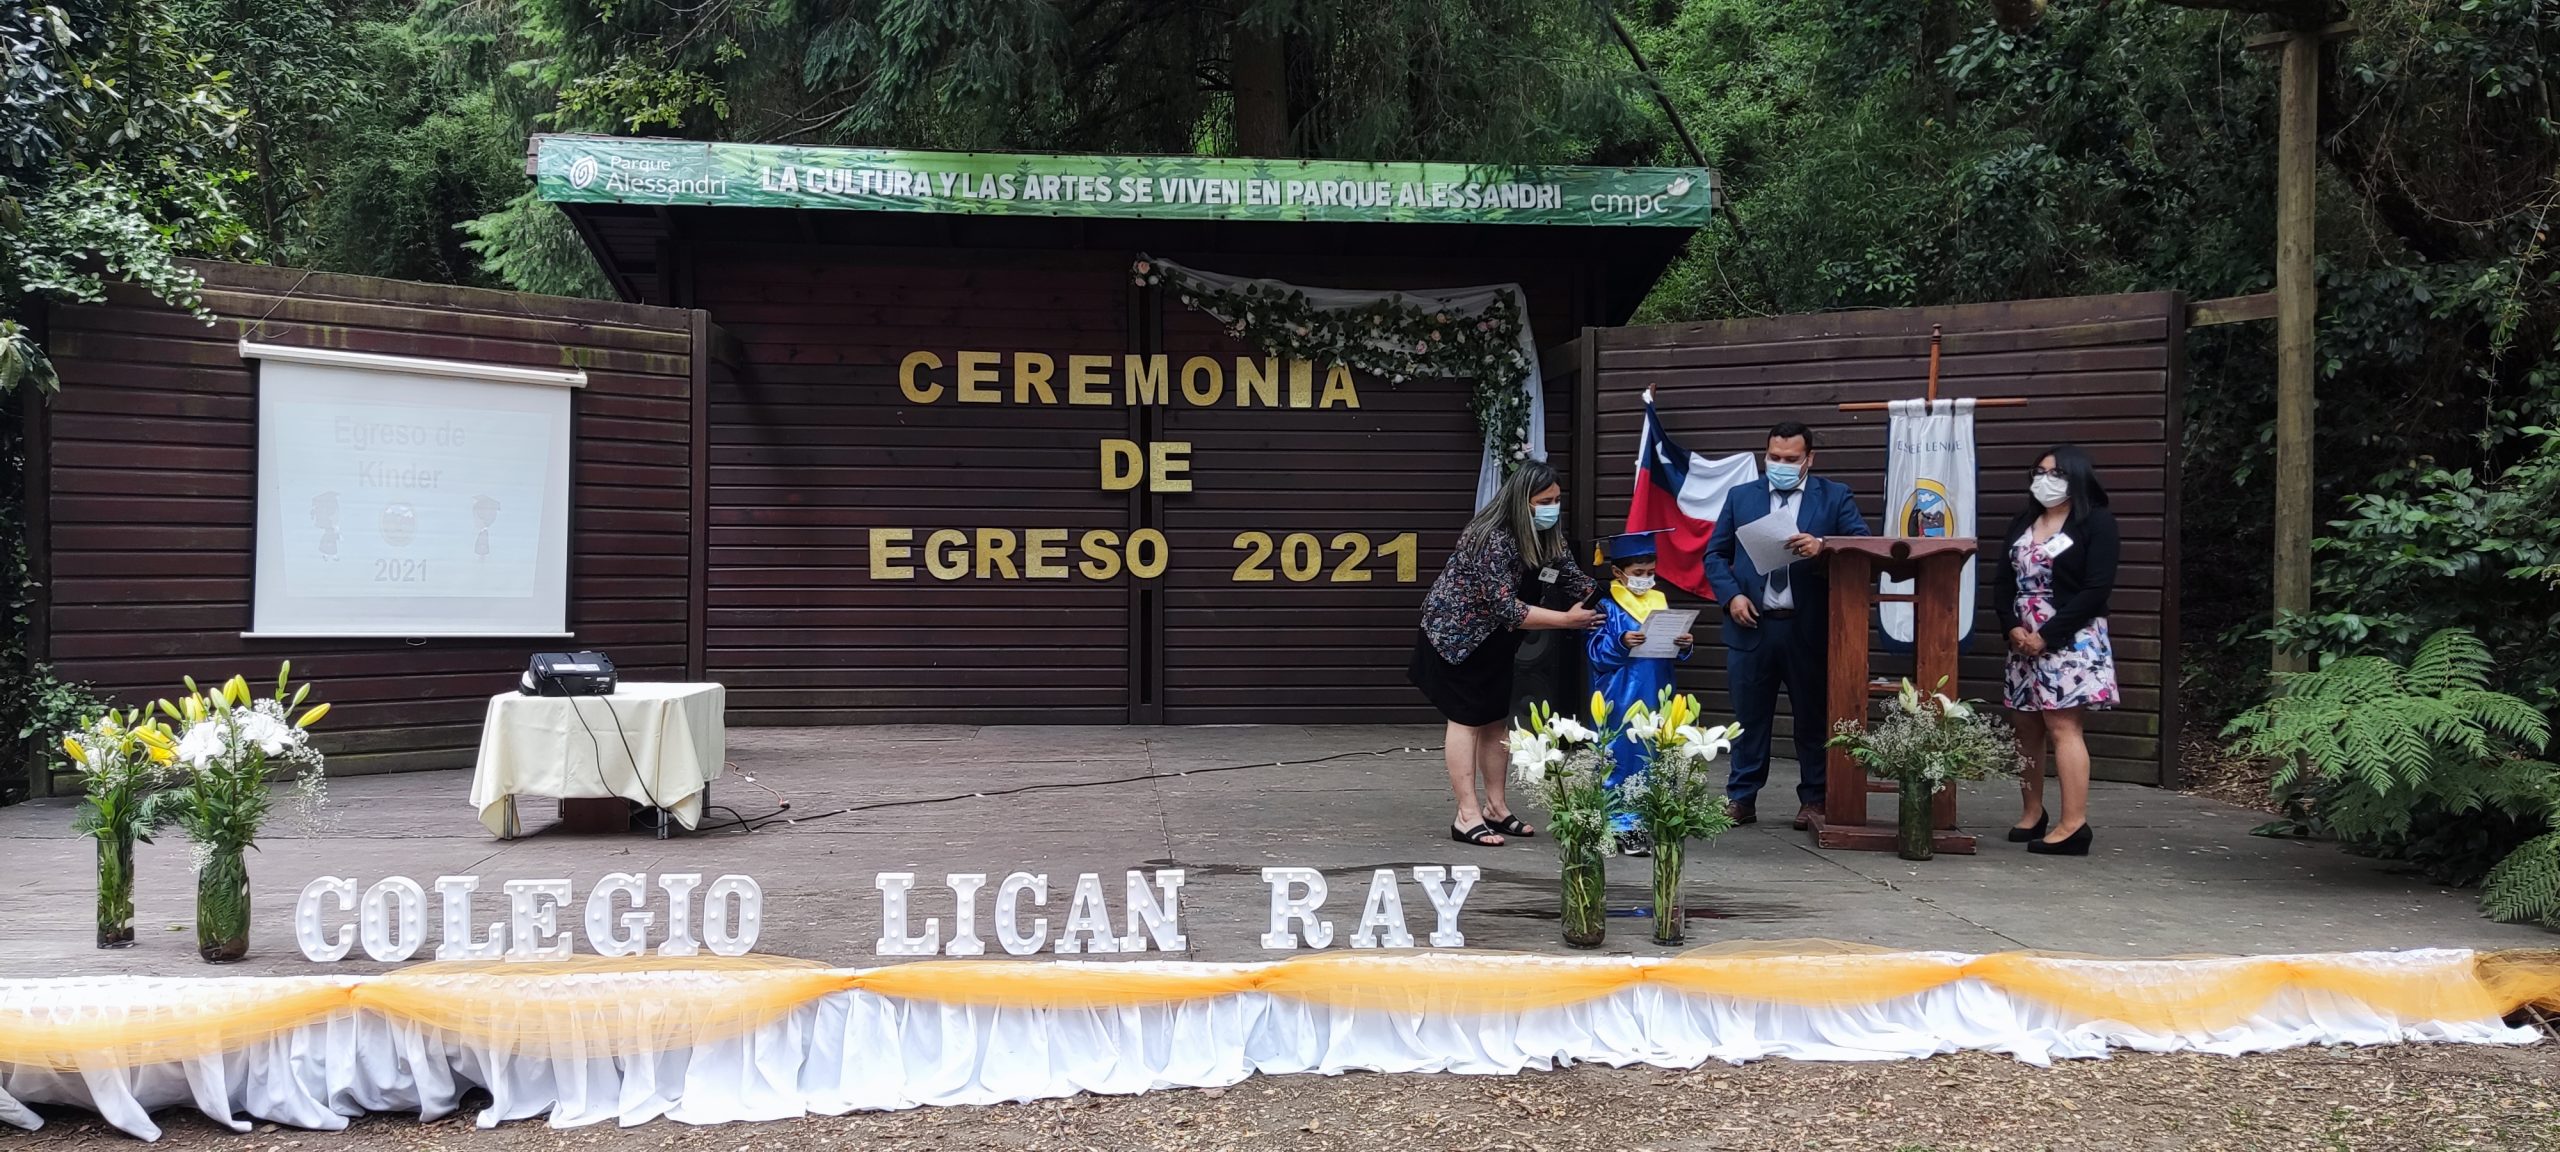 Parque
Alessandri
LA CULTURA Y LAS ARTES SE VIVEN EN PARQUE ALESSANDRI
cmpc
CEREMONIA
DE
EGRESO 2021
Egreso de
Kinder
2021
COLEGIO LICAN RAY